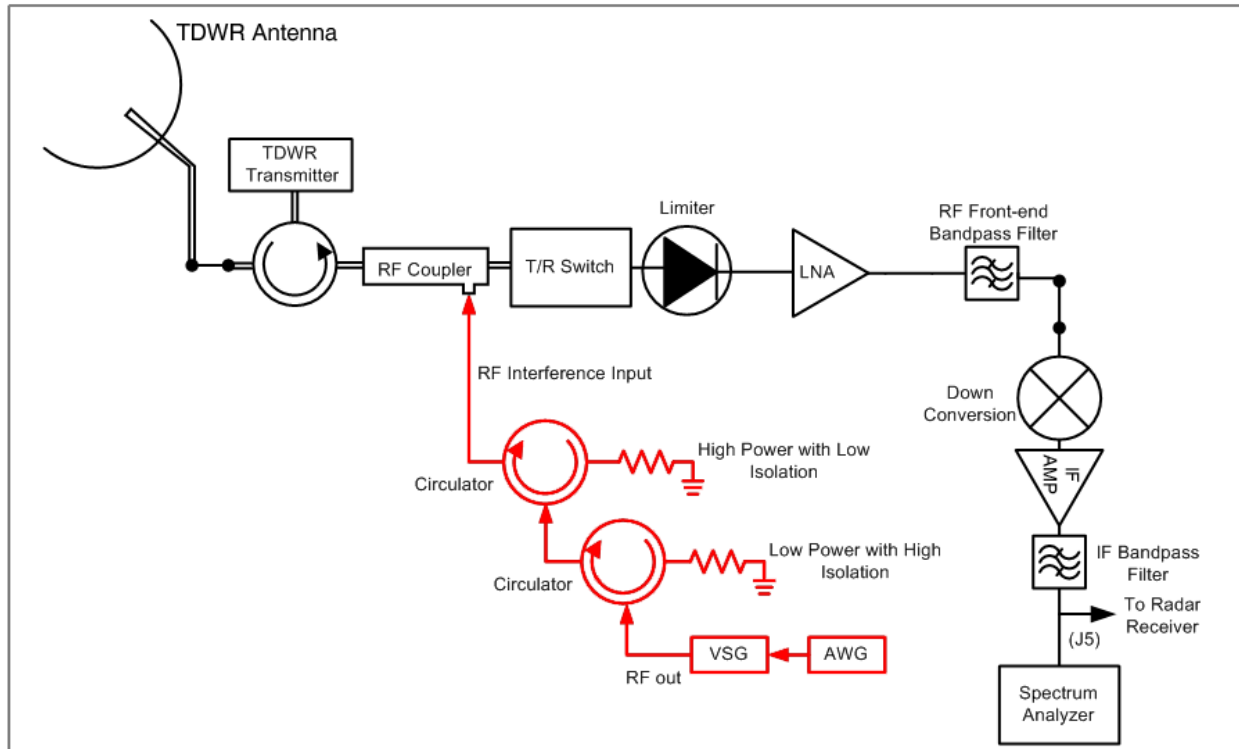 TDWR Antenna
TDWR
Transmitter
RF Coupler
T/R Switch
Limiter
LNA
RF Front-end
Bandpass Filter
RF Interference Input
Down
Conversion
High Power with Low
Isolation
Circulator
IF
AMP
Low Power with High
Isolation
Circulator
IF Bandpass
Filter
To Radar
Receiver
(J5)
VSG
AWG
RF out
Spectrum
Analyzer